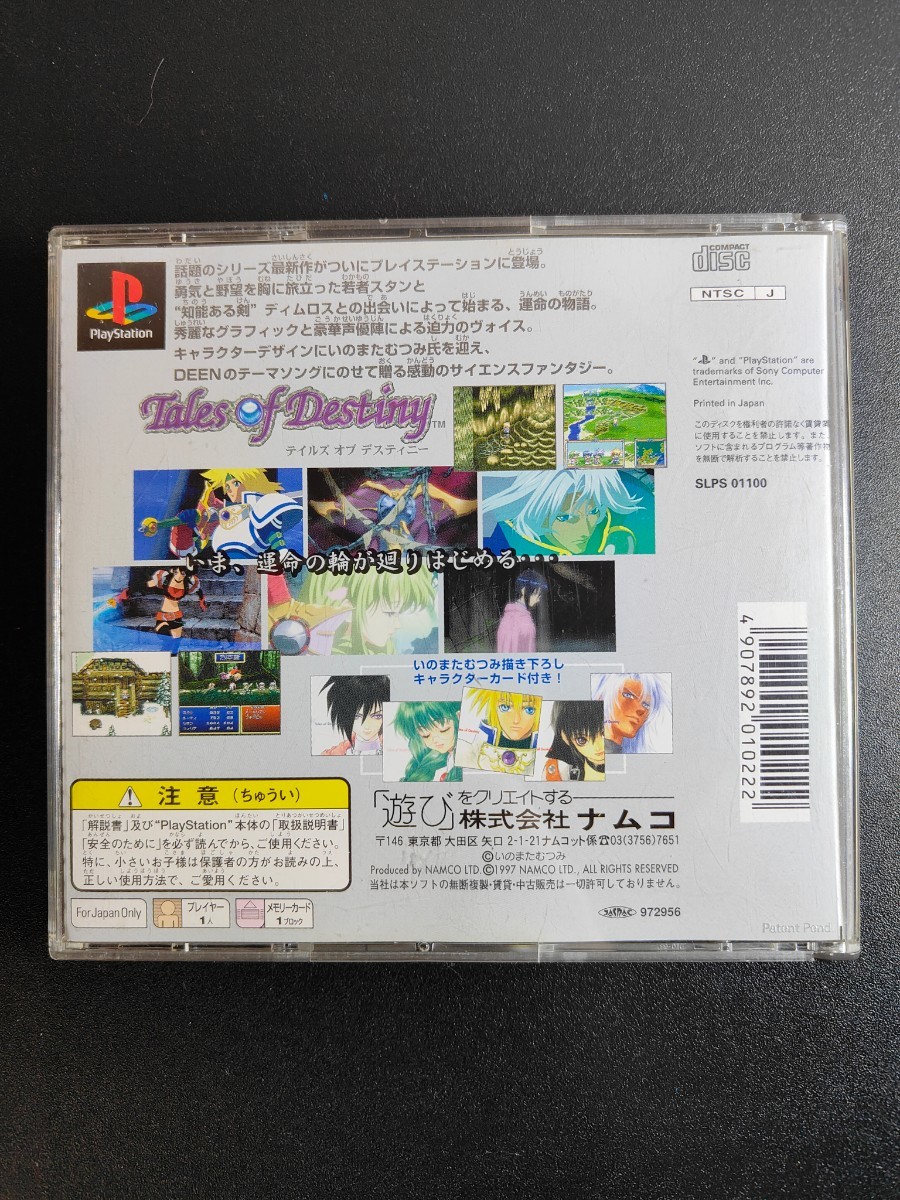 PlayStation
話題のシリーズ最新作がついにプレイステーションに登場。
勇気と野望を胸に旅立った若者スタンと
“知能ある剣”ディムロスとの出会いによって始まる、運命の物語。
秀麗なグラフィックと豪華声優陣による迫力のヴォイス。
キャラクターデザインにいのまたむつみ氏を迎え、
DEENのテーマソングにのせて贈る感動のサイエンスファンタジー。
COMPACT
disc
NTSC J
“PS” and “PlayStation” are
trademarks of Sony Computer
Entertainment Inc.
Printed in Japan
このディスクを権利者の許諾なく賃貸業
に使用することを禁止します。また
ソフトに含まれるプログラム等著作物
を無断で解析することを禁止します。
SLPS 01100
Tales of Destiny™
テイルズ オブ デスティニー
いま、運命の輪が廻りはじめる・・・
いのまたむつみ描き下ろし
キャラクターカード付き!
4907892010222
注意(ちゅうい)
「解説書」及び“PlayStation”本体の「取扱説明書」
「安全のために」を必ず読んでから、ご使用ください。
特に、小さいお子様は保護者の方がお読みの上、
正しい使用方法で、ご愛用ください。
「遊び」をクリエイトする
株式会社ナムコ
〒146 東京都 大田区 矢口 2-1-21ナムコット係☎03(3756)7651
©いのまたむつみ
Produced by NAMCO LTD., ©1997 NAMCO LTD., ALL RIGHTS RESERVED
当社は本ソフトの無断複製・賃貸・中古販売は一切許可しておりません。
For Japan Only
プレイヤー
1人
メモリーカード
1ブロック
972956
Patent Pend.